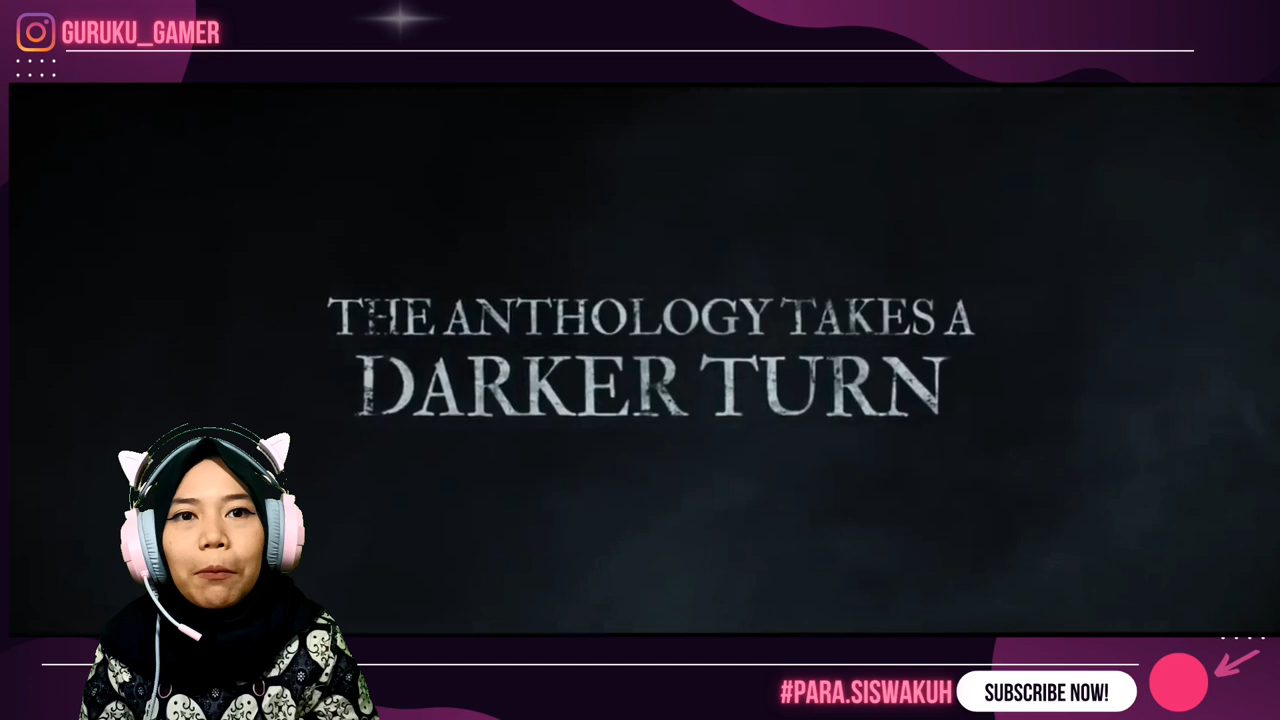 GURUKU_GAMER
THE ANTHOLOGY TAKES A
DARKER TURN
#PARA.SISWAKUH
SUBSCRIBE NOW!